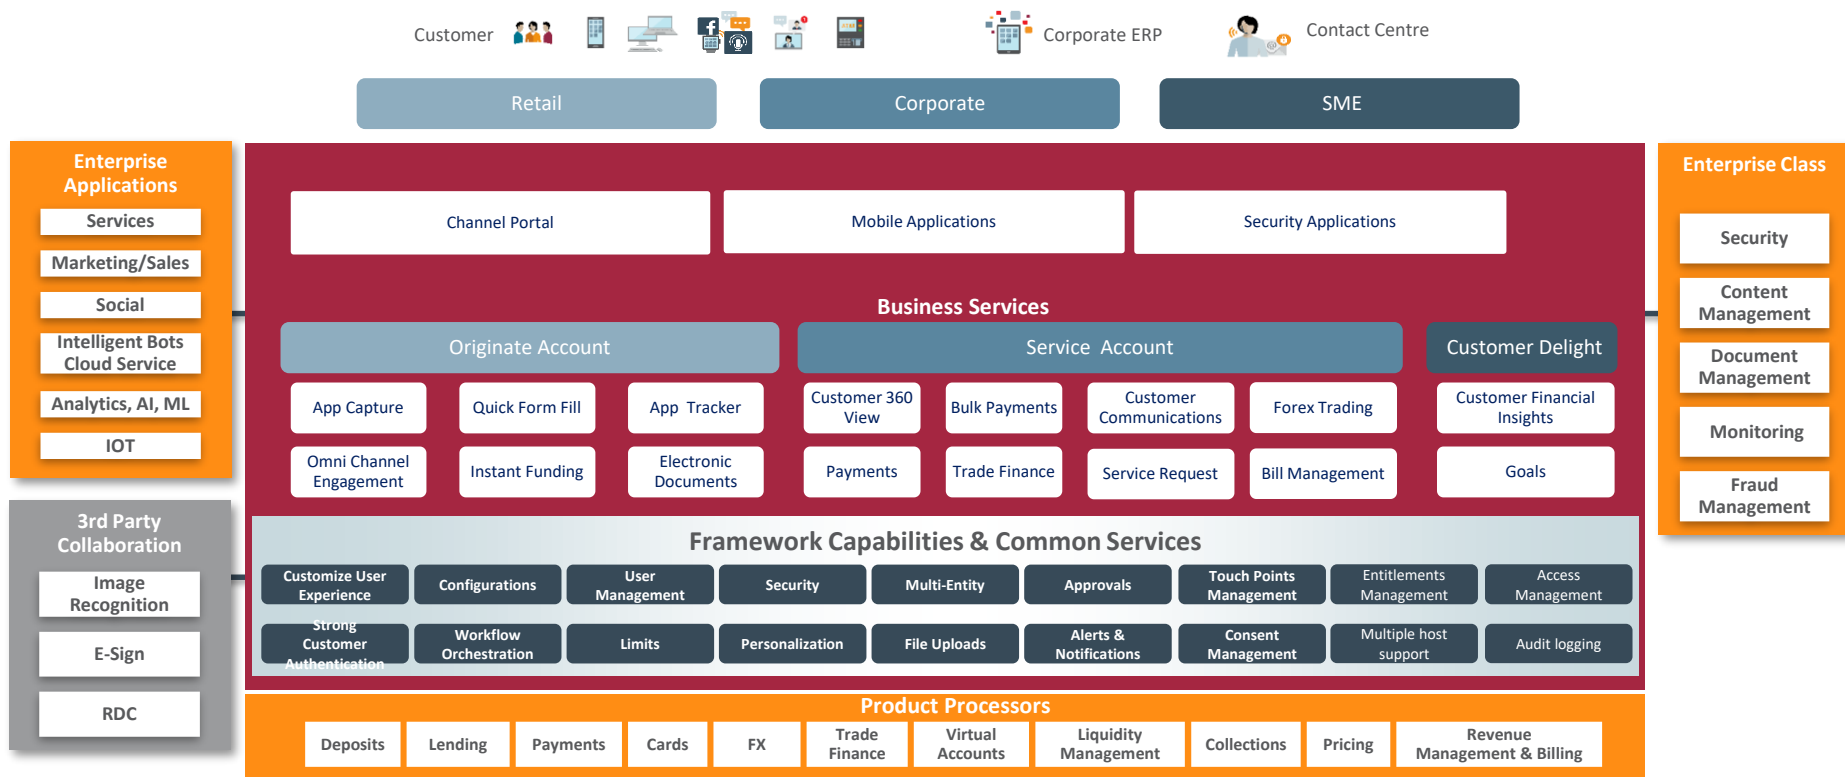 Customer
Corporate ERP
Contact Centre
Retail
Corporate
SME
Enterprise
Applications
Services
Marketing/Sales
Social
Intelligent Bots
Cloud Service
Analytics, AI, ML
IOT
3rd Party
Collaboration
Image
Recognition
E-Sign
RDC
Channel Portal
Mobile Applications
Security Applications
Business Services
Originate Account
Service Account
Customer Delight
App Capture
Quick Form Fill
App Tracker
Customer 360
View
Bulk Payments
Customer
Communications
Forex Trading
Customer Financial
Insights
Omni Channel
Engagement
Instant Funding
Electronic
Documents
Payments
Trade Finance
Service Request
Bill Management
Goals
Framework Capabilities & Common Services
Customize User
Experience
Configurations
User
Management
Security
Multi-Entity
Approvals
Touch Points
Management
Entitlements
Management
Access
Management
Strong
Customer
Authentication
Workflow
Orchestration
Limits
Personalization
File Uploads
Alerts &
Notifications
Consent
Management
Multiple host
support
Audit logging
Product Processors
Deposits
Lending
Payments
Cards
FX
Trade
Finance
Virtual
Accounts
Liquidity
Management
Collections
Pricing
Revenue
Management & Billing
Enterprise Class
Security
Content
Management
Document
Management
Monitoring
Fraud
Management